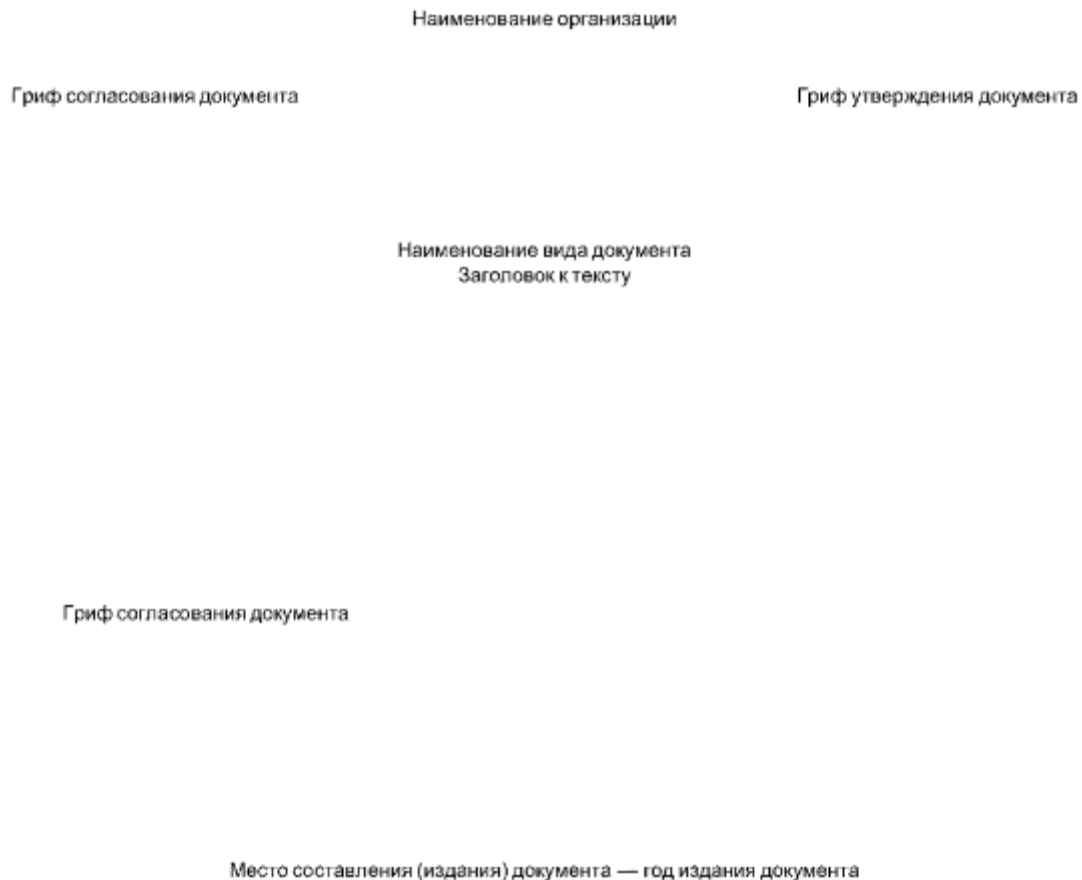 Наименование организации
Гриф согласования документа Гриф утверждения документа
Наименование вида документа
Заголовок к тексту
Гриф согласования документа
Место составления (издания) документа — год издания документа